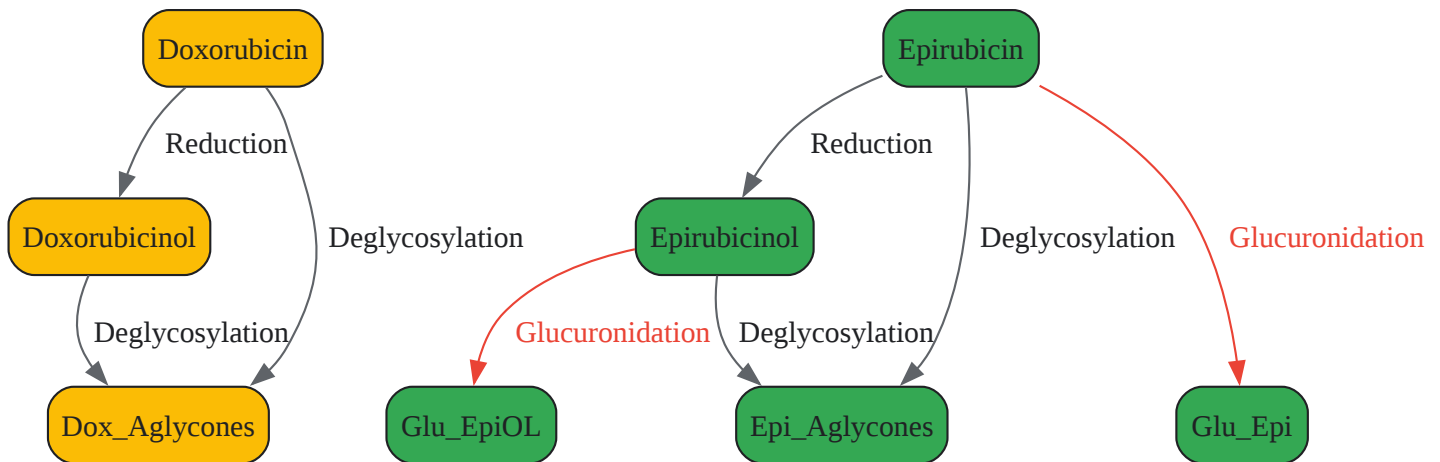 Doxorubicin
Epirubicin
Reduction
Reduction
Doxorubicinol
Deglycosylation
Epirubicinol
Deglycosylation
Glucuronidation
Deglycosylation
Glucuronidation
Deglycosylation
Dox_Aglycones
Glu_EpiOL
Epi_Aglycones
Glu_Epi